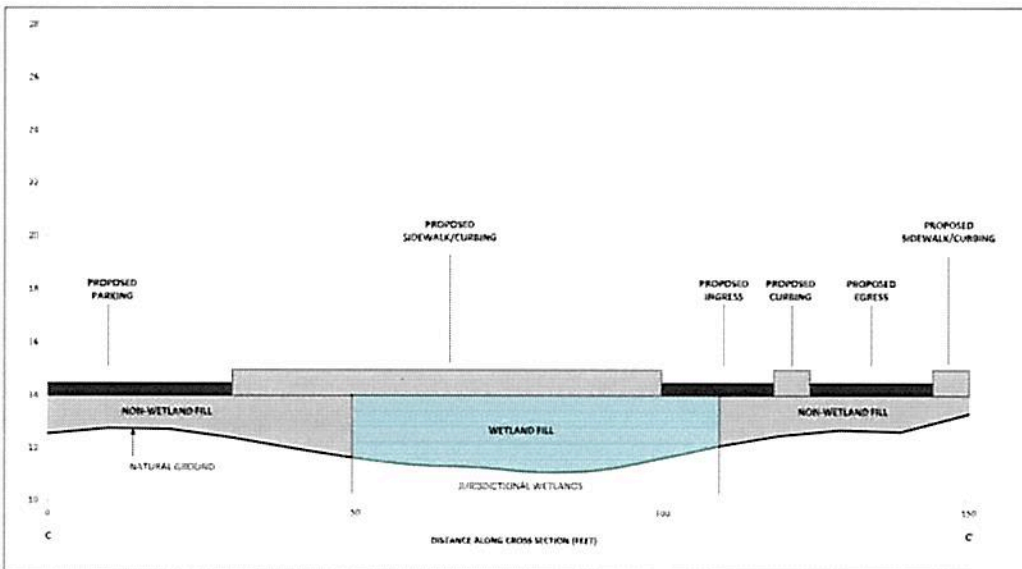 28
26
24
22
20
18
16
14
12
10
PROPOSED
SIDEWALK/CURBING
PROPOSED
SIDEWALK/CURBING
PROPOSED
PARKING
PROPOSED
INGRESS
PROPOSED
CURBING
PROPOSED
EGRESS
NON-WETLAND FILL
WETLAND FILL
NON-WETLAND FILL
NATURAL GROUND
JURISDICTIONAL WETLANDS
0
50
100
150
C
DISTANCE ALONG CROSS SECTION (FEET)
C'